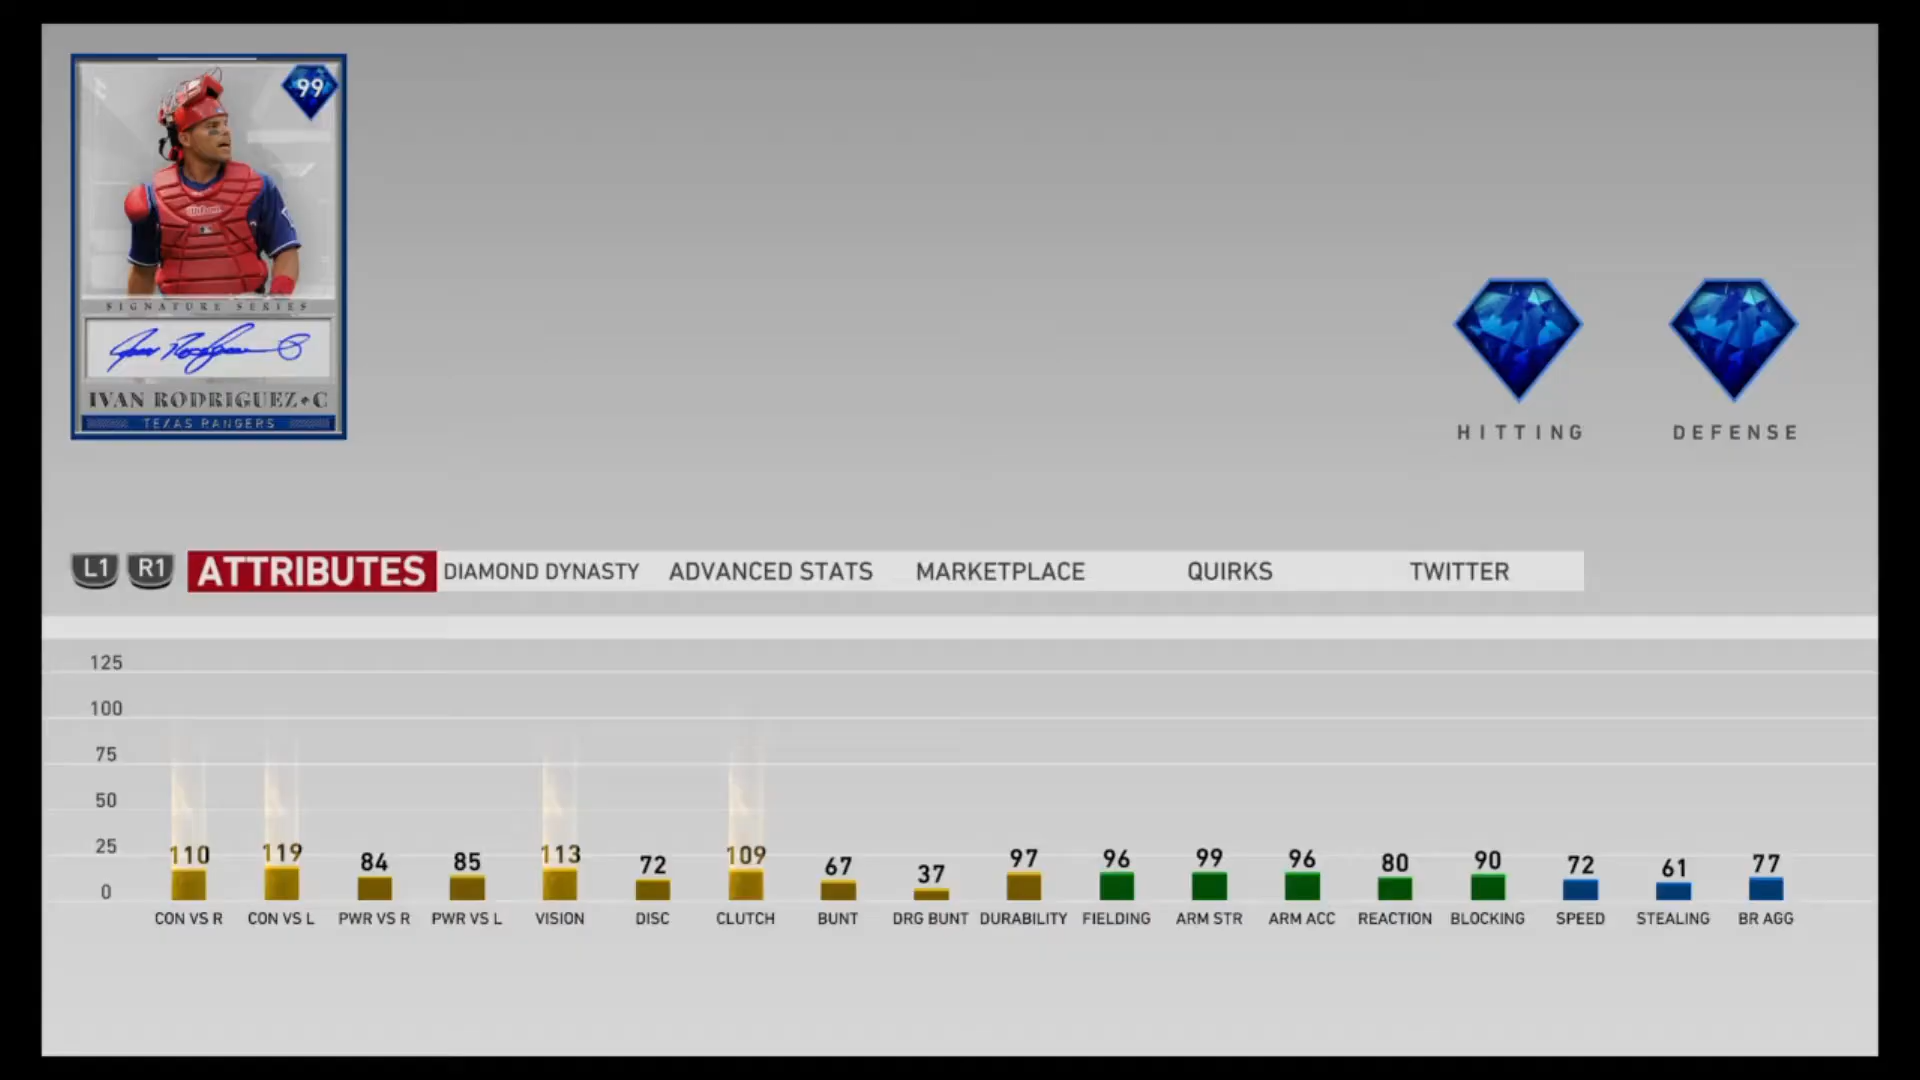 99
Wilson
SIGNATURE SERIES
IVAN RODRIGUEZ C
TEXAS RANGERS
HITTING DEFENSE
L1 R1 ATTRIBUTES DIAMOND DYNASTY ADVANCED STATS MARKETPLACE QUIRKS TWITTER
125
100
75
50
25
0
110 119 84 85 113 72 109 67 37 97 96 99 96 80 90 72 61 77
CON VS R CON VS L PWR VS R PWR VS L VISION DISC CLUTCH BUNT DRG BUNT DURABILITY FIELDING ARM STR ARM ACC REACTION BLOCKING SPEED STEALING BR AGG